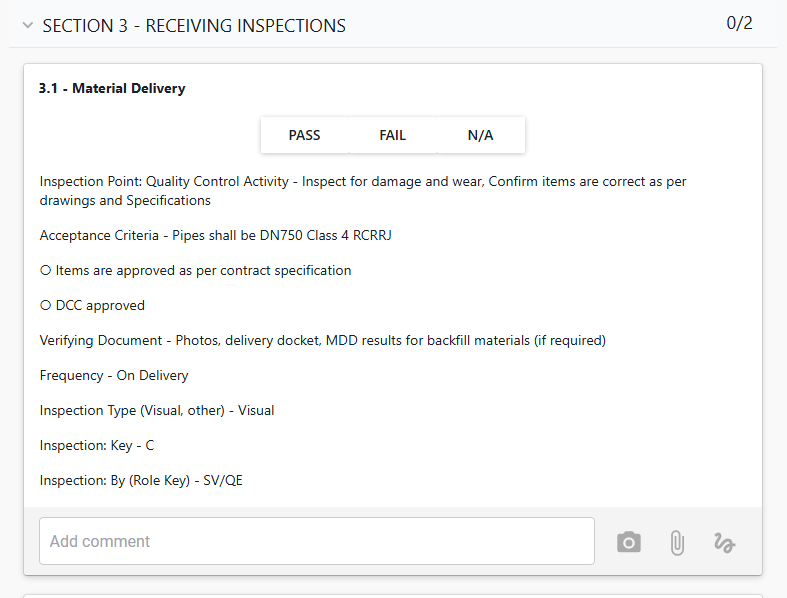 SECTION 3 - RECEIVING INSPECTIONS 0/2
3.1 - Material Delivery
PASS FAIL N/A
Inspection Point: Quality Control Activity - Inspect for damage and wear, Confirm items are correct as per
drawings and Specifications
Acceptance Criteria - Pipes shall be DN750 Class 4 RCRRJ
O Items are approved as per contract specification
O DCC approved
Verifying Document - Photos, delivery docket, MDD results for backfill materials (if required)
Frequency - On Delivery
Inspection Type (Visual, other) - Visual
Inspection: Key - C
Inspection: By (Role Key) - SV/QE
Add comment